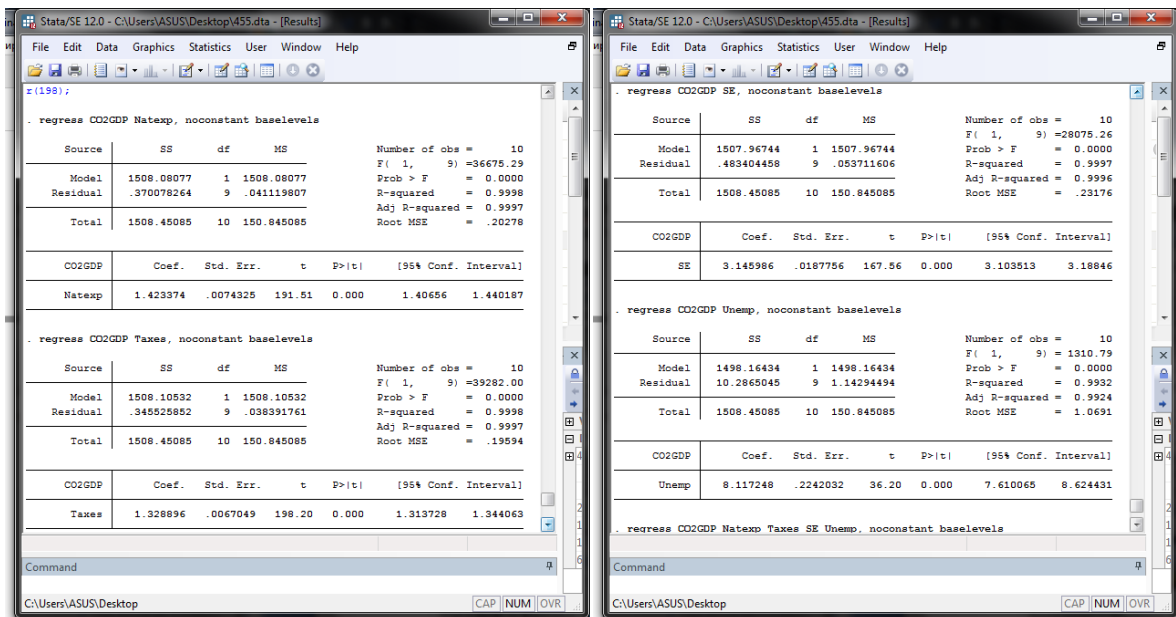 Stata/SE 12.0 - C:\Users\ASUS\Desktop\455.dta - [Results]
File Edit Data Graphics Statistics User Window Help
r(198);
. regress CO2GDP Natexp, noconstant baselevels
Source SS df MS Number of obs = 10
F( 1, 9) =36675.29
Model 1508.08077 1 1508.08077 Prob > F = 0.0000
Residual .370078264 9 .041119807 R-squared = 0.9998
Adj R-squared = 0.9997
Total 1508.45085 10 150.845085 Root MSE = .20278
CO2GDP Coef. Std. Err. t P>|t| [95% Conf. Interval]
Natexp 1.423374 .0074325 191.51 0.000 1.40656 1.440187
. regress CO2GDP Taxes, noconstant baselevels
Source SS df MS Number of obs = 10
F( 1, 9) =39282.00
Model 1508.10532 1 1508.10532 Prob > F = 0.0000
Residual .345525852 9 .038391761 R-squared = 0.9998
Adj R-squared = 0.9997
Total 1508.45085 10 150.845085 Root MSE = .19594
CO2GDP Coef. Std. Err. t P>|t| [95% Conf. Interval]
Taxes 1.328896 .0067049 198.20 0.000 1.313728 1.344063
Command
C:\Users\ASUS\Desktop CAP NUM OVR
Stata/SE 12.0 - C:\Users\ASUS\Desktop\455.dta - [Results]
File Edit Data Graphics Statistics User Window Help
. regress CO2GDP SE, noconstant baselevels
Source SS df MS Number of obs = 10
F( 1, 9) =28075.26
Model 1507.96744 1 1507.96744 Prob > F = 0.0000
Residual .483404458 9 .053711606 R-squared = 0.9997
Adj R-squared = 0.9996
Total 1508.45085 10 150.845085 Root MSE = .23176
CO2GDP Coef. Std. Err. t P>|t| [95% Conf. Interval]
SE 3.145986 .0187756 167.56 0.000 3.103513 3.18846
. regress CO2GDP Unemp, noconstant baselevels
Source SS df MS Number of obs = 10
F( 1, 9) = 1310.79
Model 1498.16434 1 1498.16434 Prob > F = 0.0000
Residual 10.2865045 9 1.14294494 R-squared = 0.9932
Adj R-squared = 0.9924
Total 1508.45085 10 150.845085 Root MSE = 1.0691
CO2GDP Coef. Std. Err. t P>|t| [95% Conf. Interval]
Unemp 8.117248 .2242032 36.20 0.000 7.610065 8.624431
. regress CO2GDP Natexp Taxes SE Unemp, noconstant baselevels
Command
C:\Users\ASUS\Desktop CAP NUM OVR